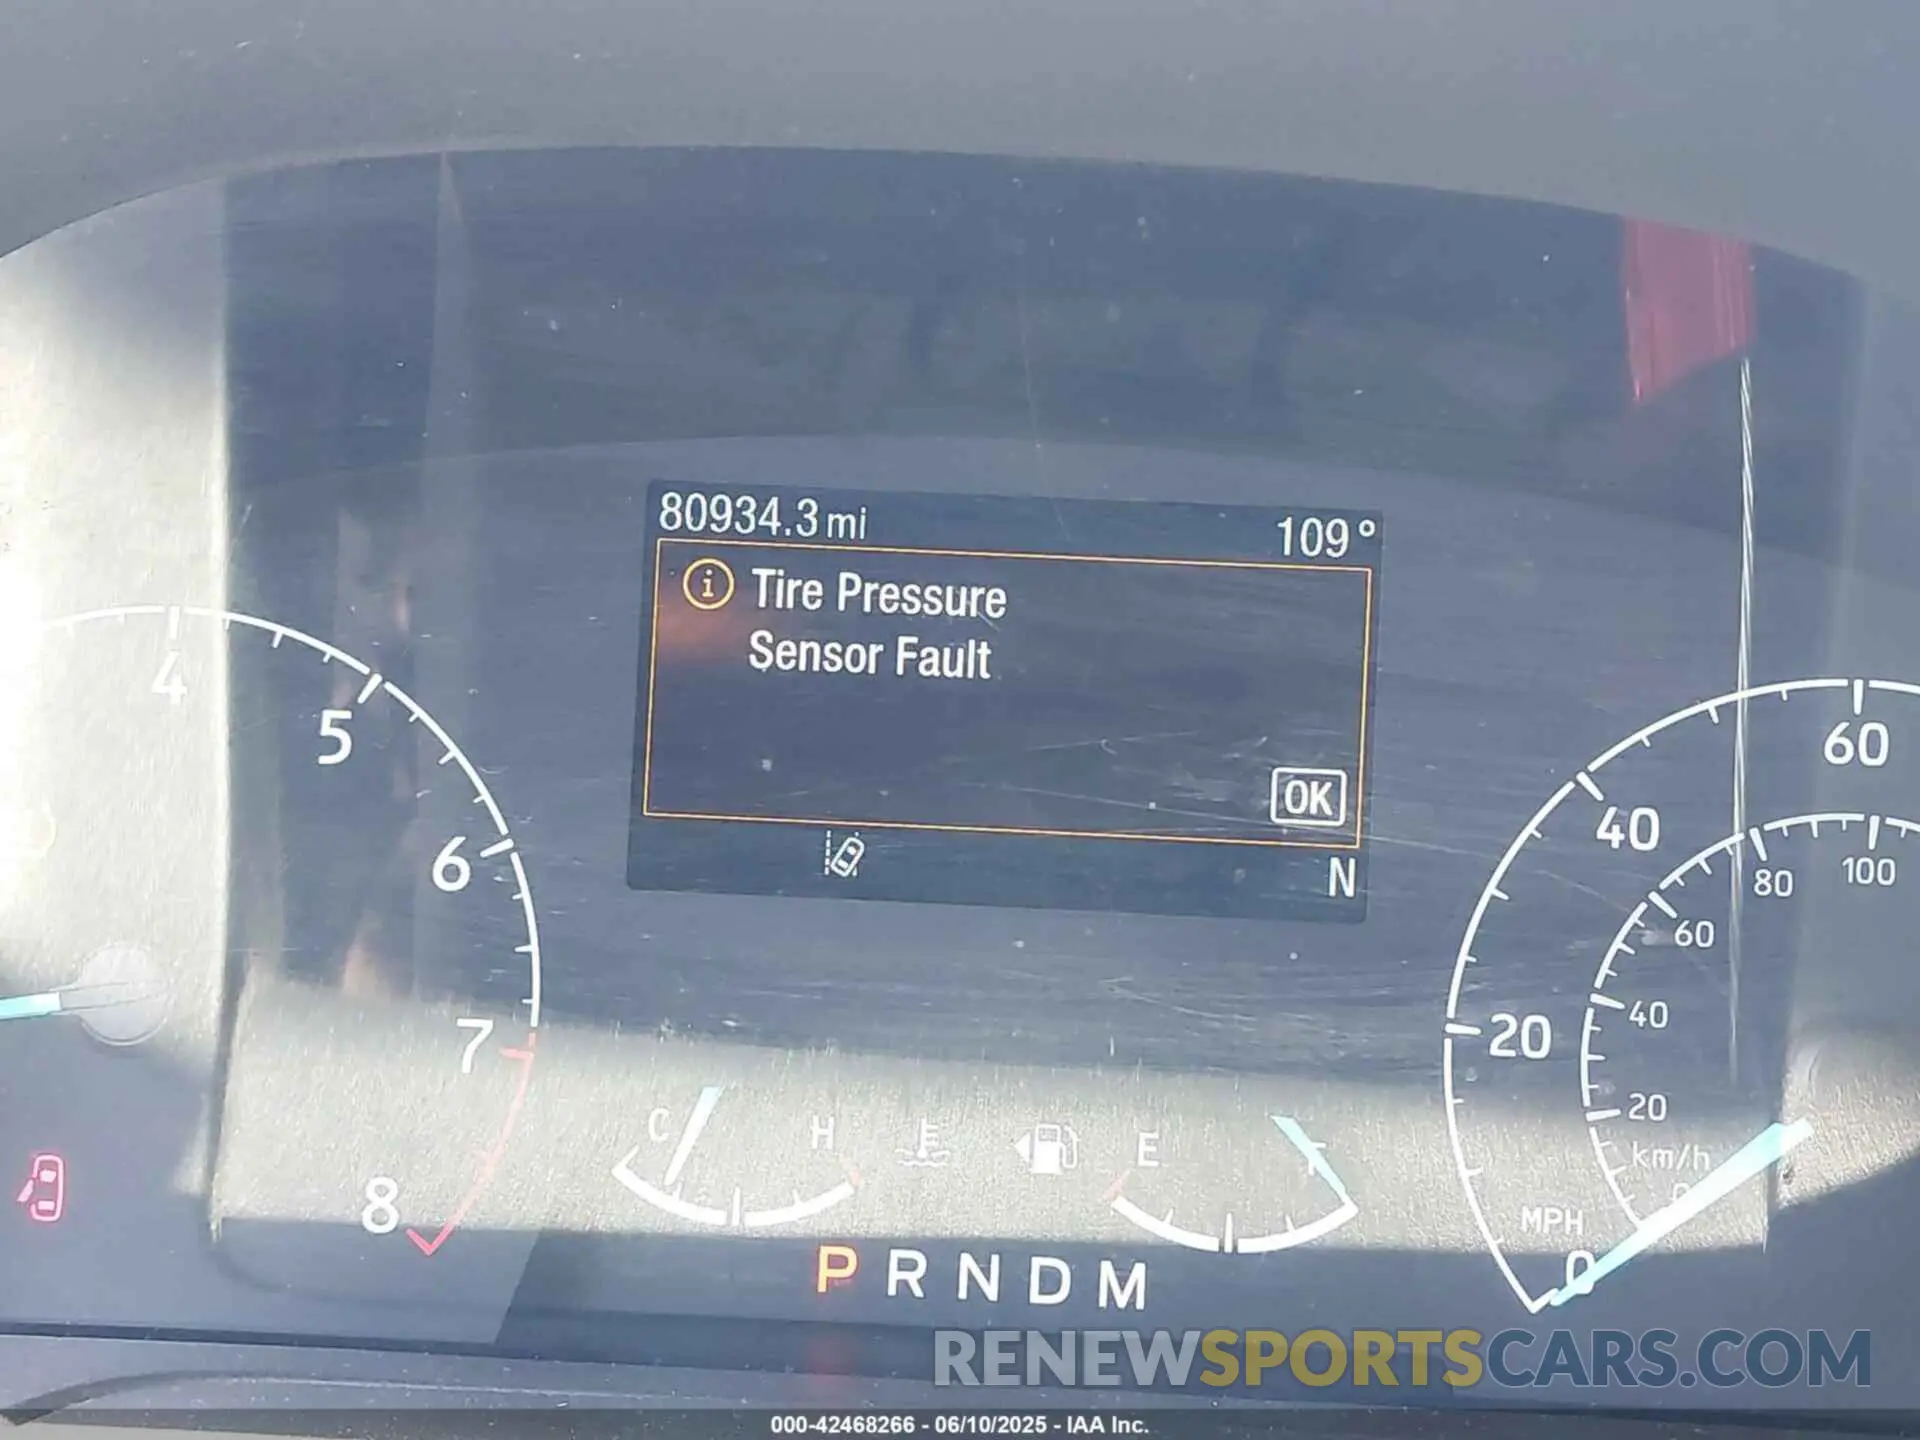 80934.3 mi 109°
i Tire Pressure
Sensor Fault
OK
N
4
5
6
7
8
C H E F
P R N D M
60
40
20
0
MPH
100
80
60
40
20
km/h
0
RENEWSPORTSCARS.COM
000-42468266 - 06/10/2025 - IAA Inc.